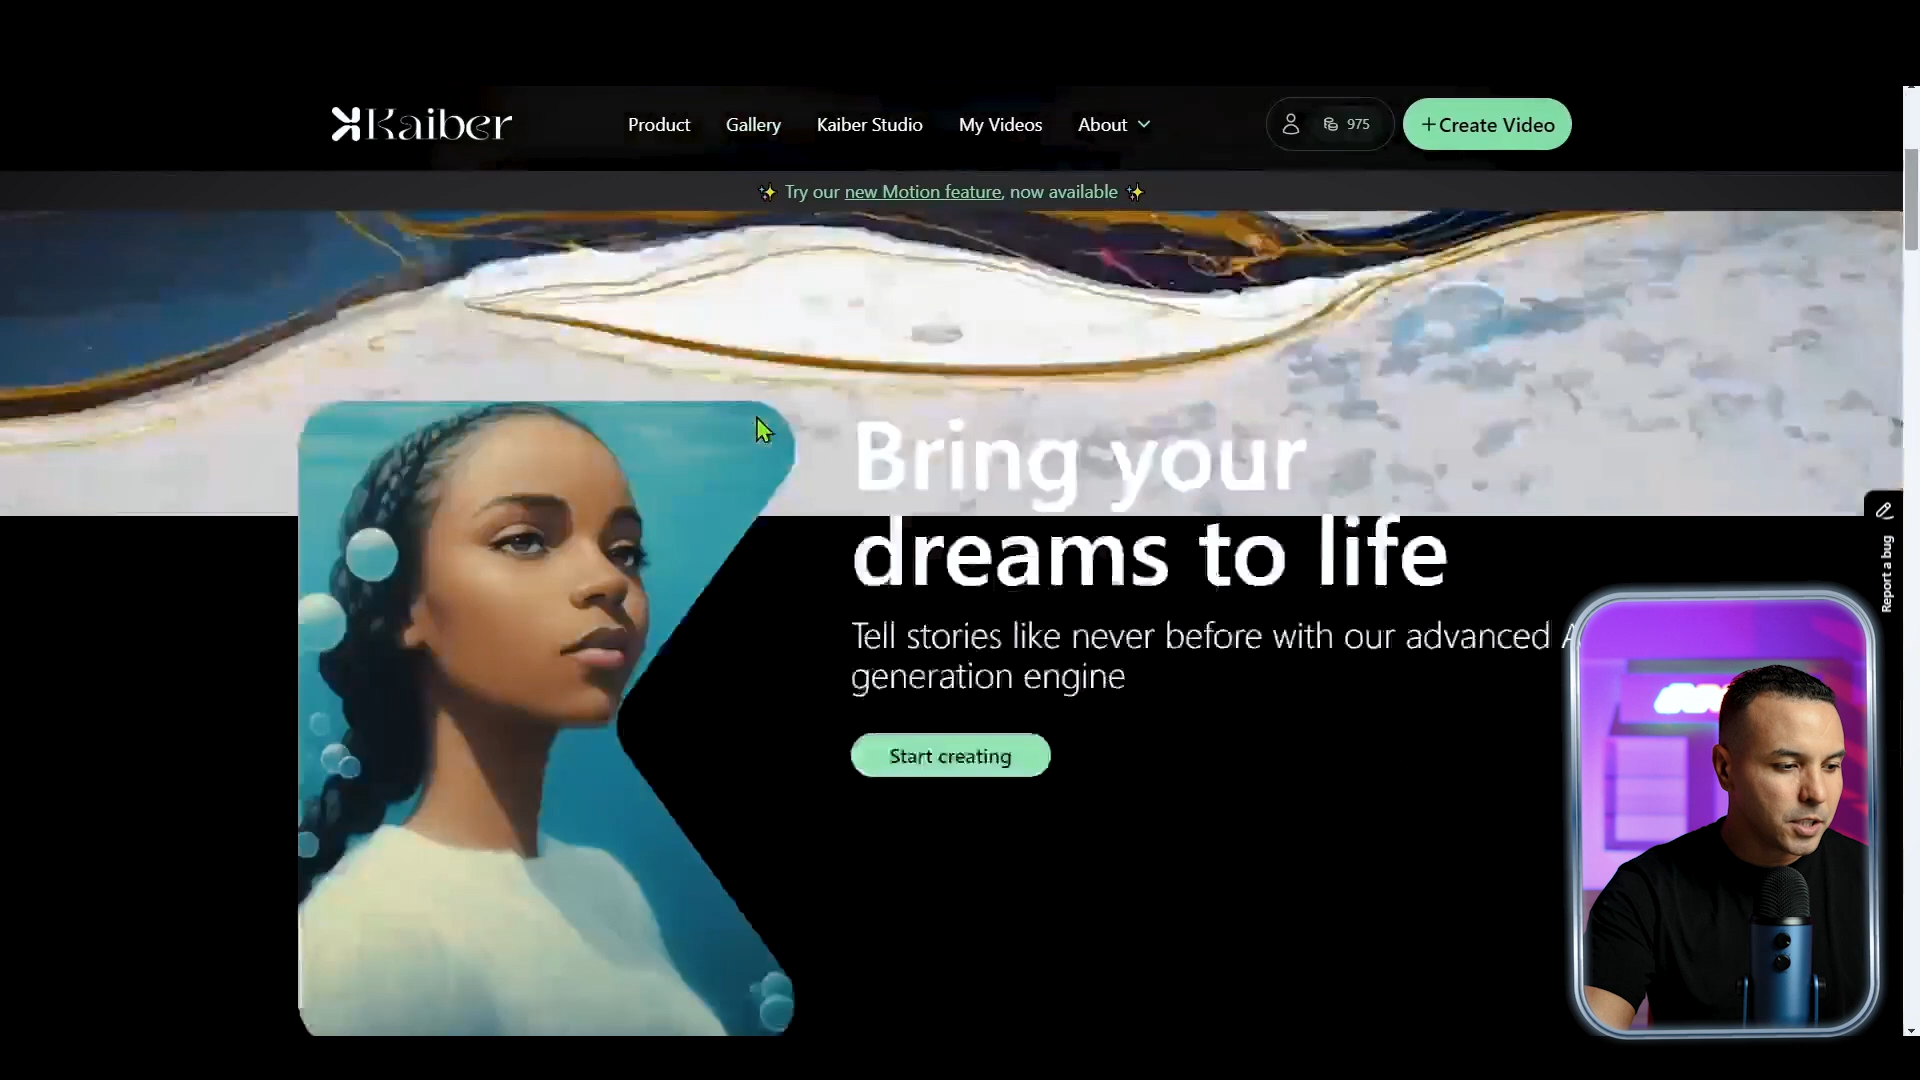 Kaiber
Product
Gallery
Kaiber Studio
My Videos
About
975
+Create Video
✨ Try our new Motion feature, now available ✨
Bring your
dreams to life
Tell stories like never before with our advanced
generation engine
Start creating
Report a bug